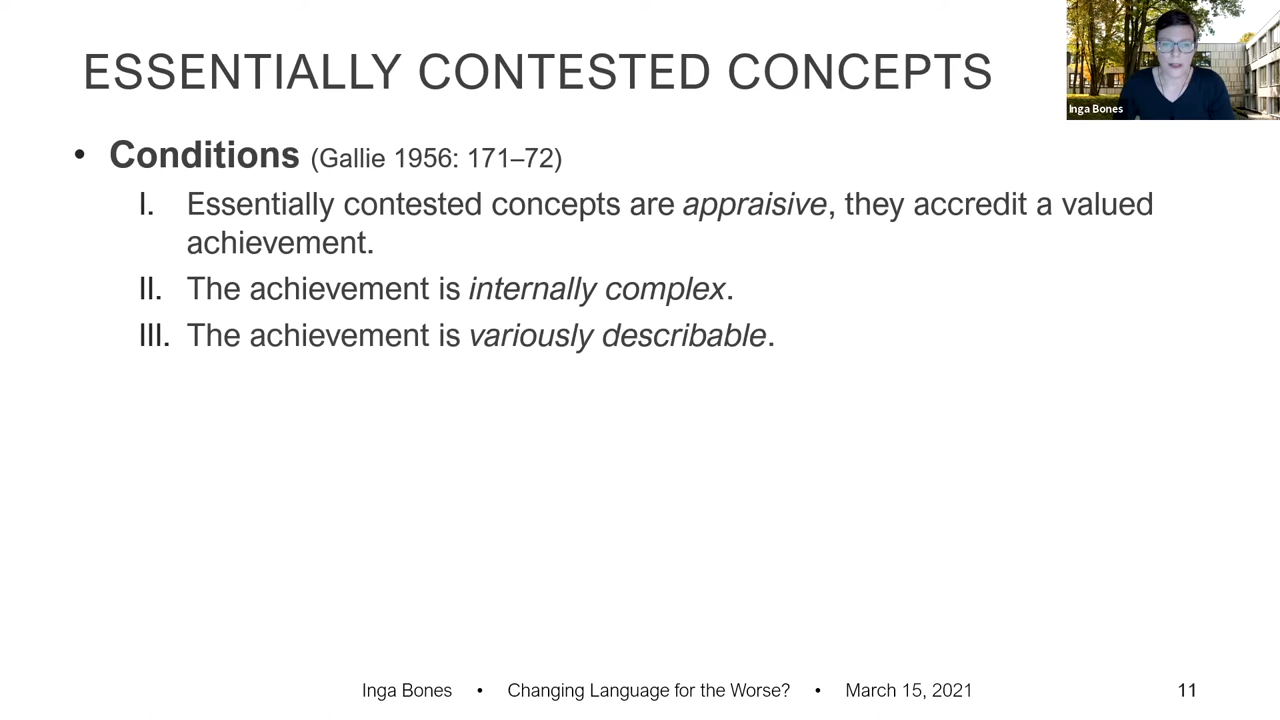 ESSENTIALLY CONTESTED CONCEPTS
Inga Bones
• Conditions (Gallie 1956: 171–72)
I. Essentially contested concepts are appraisive, they accredit a valued
achievement.
II. The achievement is internally complex.
III. The achievement is variously describable.
Inga Bones • Changing Language for the Worse? • March 15, 2021 11